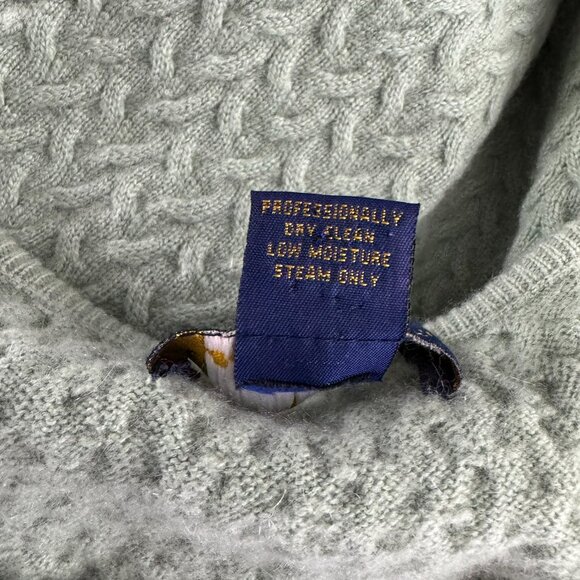 PROFESSIONALLY
DRY CLEAN
LOW MOISTURE
STEAM ONLY